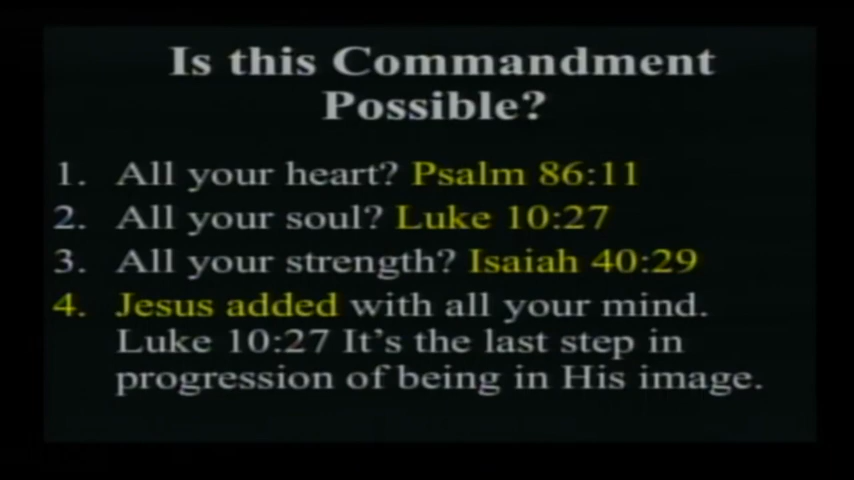 Is this Commandment
Possible?
1. All your heart? Psalm 86:11
2. All your soul? Luke 10:27
3. All your strength? Isaiah 40:29
4. Jesus added with all your mind.
Luke 10:27 It's the last step in
progression of being in His image.